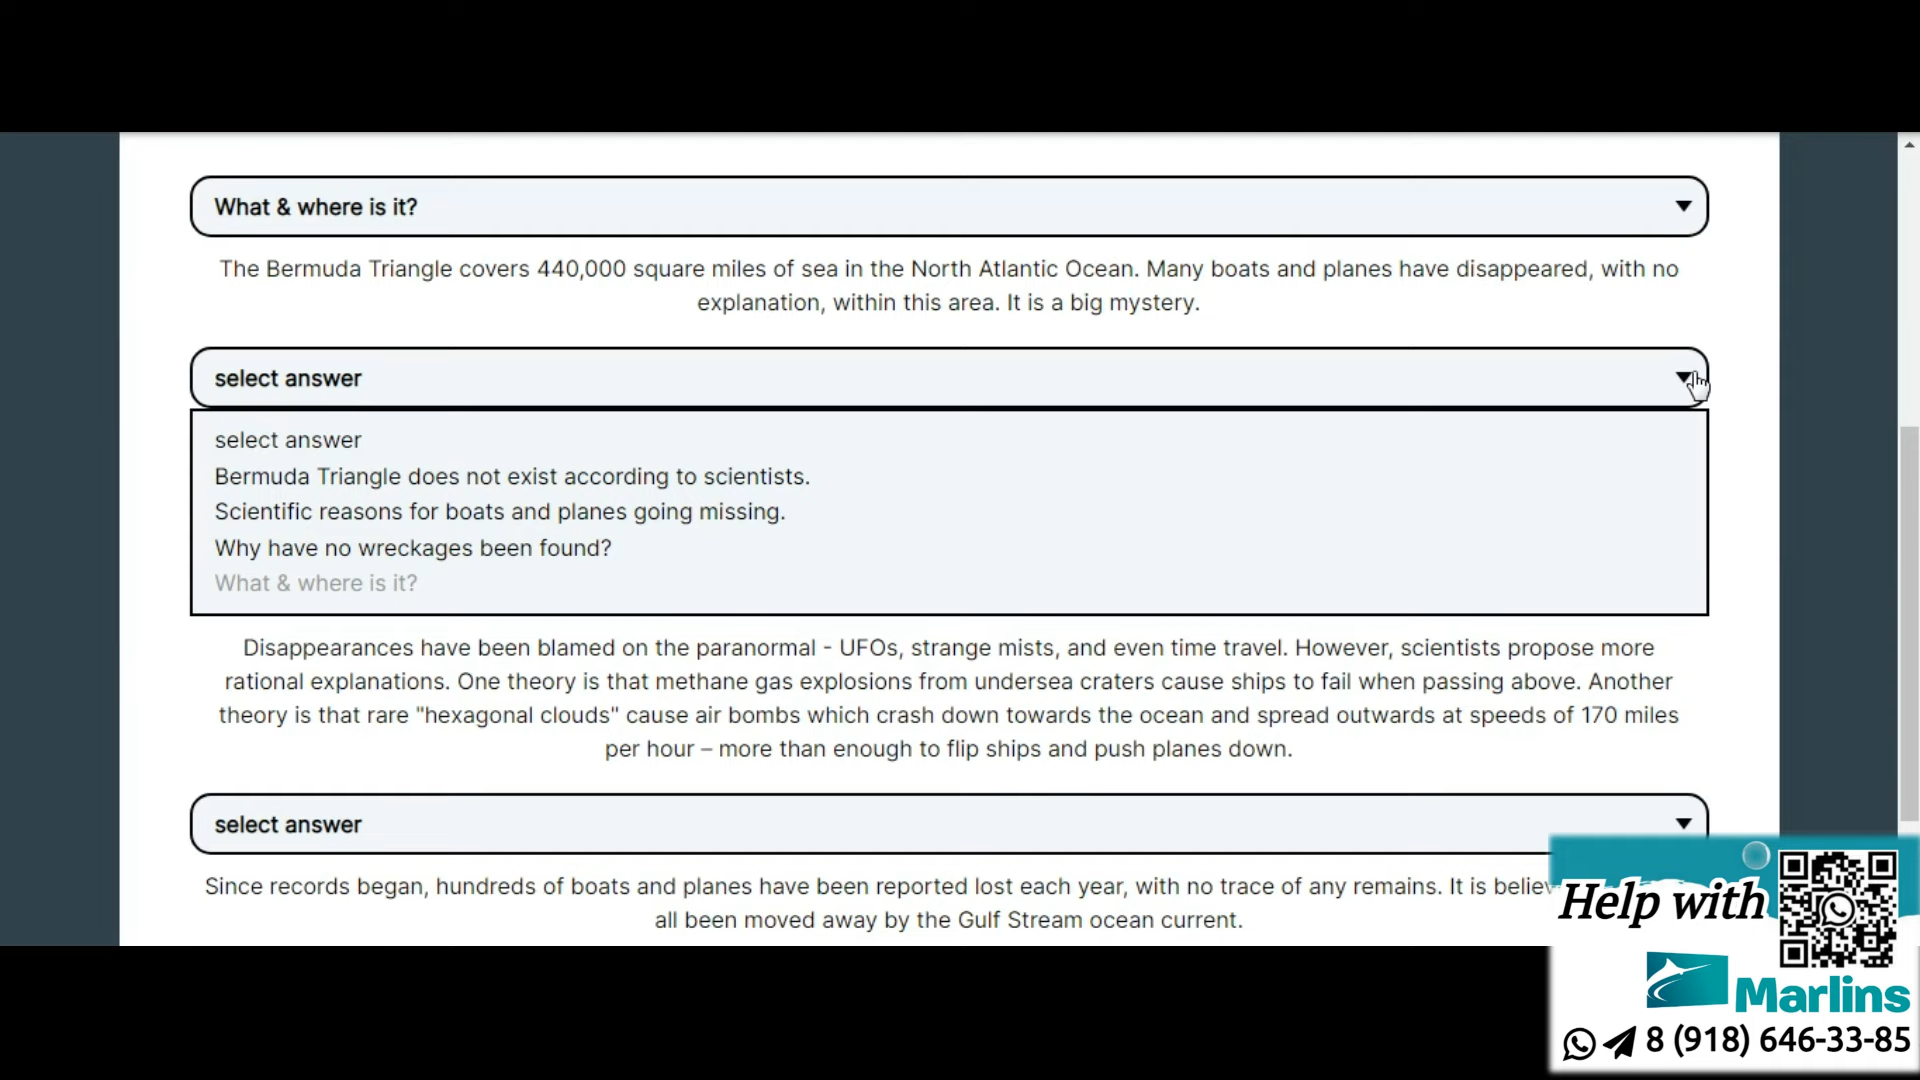 What & where is it?
The Bermuda Triangle covers 440,000 square miles of sea in the North Atlantic Ocean. Many boats and planes have disappeared, with no
explanation, within this area. It is a big mystery.
select answer
select answer
Bermuda Triangle does not exist according to scientists.
Scientific reasons for boats and planes going missing.
Why have no wreckages been found?
What & where is it?
Disappearances have been blamed on the paranormal - UFOs, strange mists, and even time travel. However, scientists propose more
rational explanations. One theory is that methane gas explosions from undersea craters cause ships to fail when passing above. Another
theory is that rare "hexagonal clouds" cause air bombs which crash down towards the ocean and spread outwards at speeds of 170 miles
per hour – more than enough to flip ships and push planes down.
select answer
Since records began, hundreds of boats and planes have been reported lost each year, with no trace of any remains. It is
all been moved away by the Gulf Stream ocean current.
Help with
Marlins
8 (918) 646-33-85